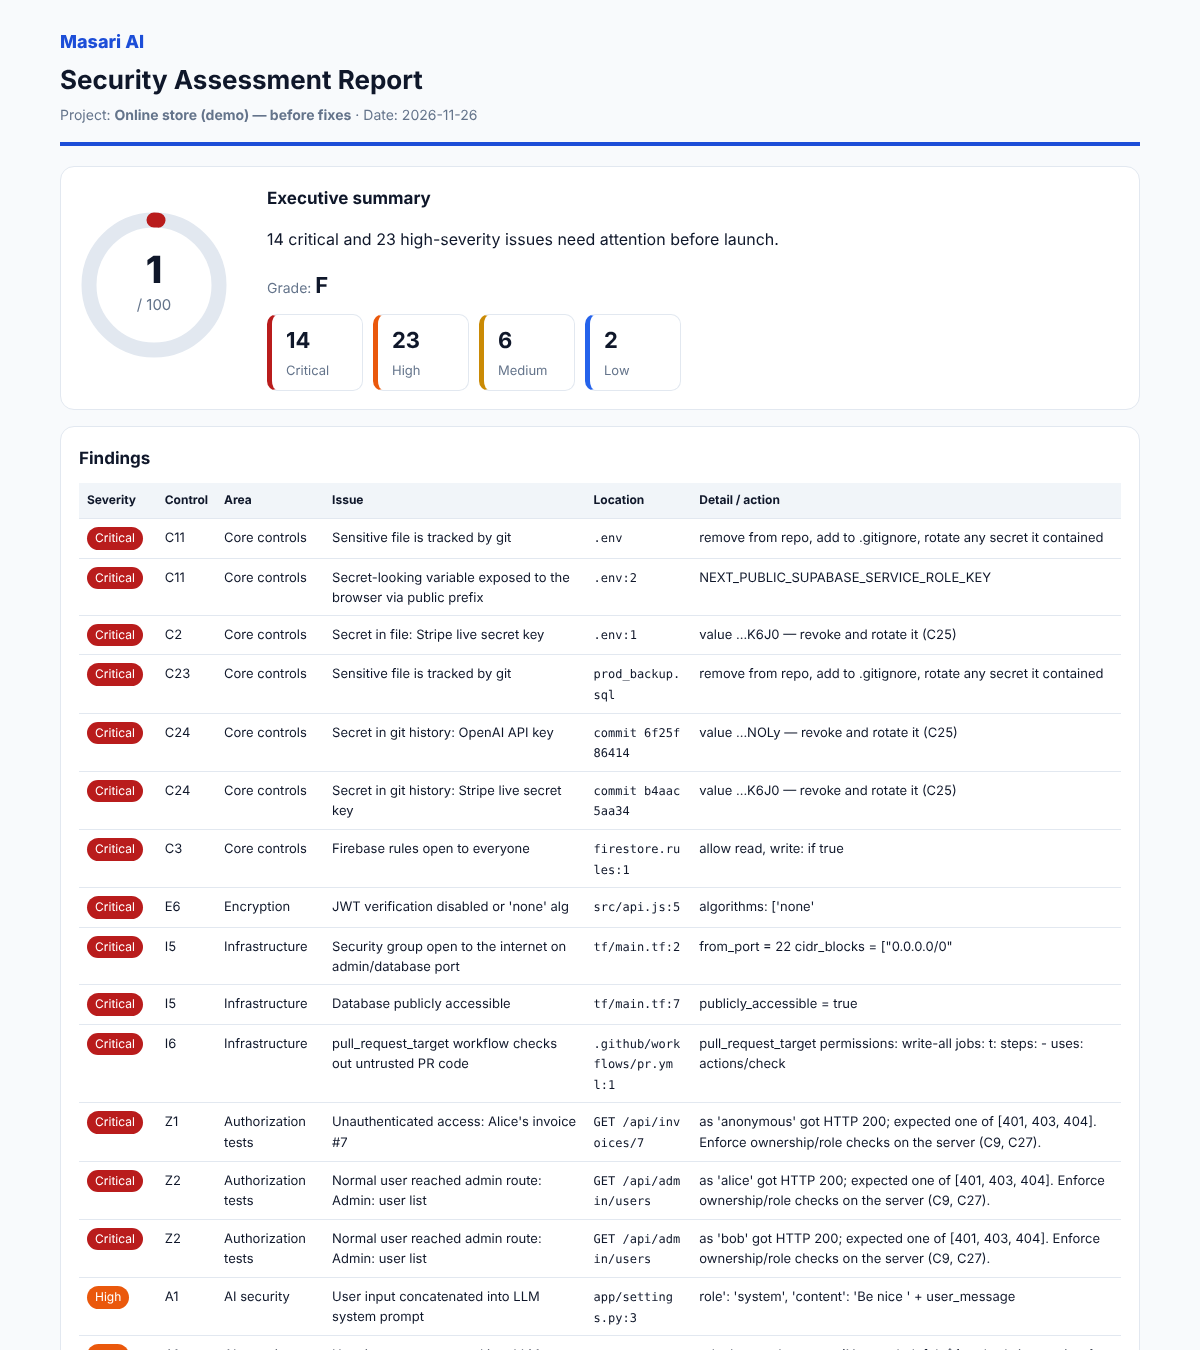 Masari AI
Security Assessment Report
Project: Online store (demo) — before fixes · Date: 2026-11-26
1
/ 100
Executive summary
14 critical and 23 high-severity issues need attention before launch.
Grade: F
14
Critical
23
High
6
Medium
2
Low
Findings
Severity Control Area Issue Location Detail / action
Critical C11 Core controls Sensitive file is tracked by git .env remove from repo, add to .gitignore, rotate any secret it contained
Critical C11 Core controls Secret-looking variable exposed to the .env:2 NEXT_PUBLIC_SUPABASE_SERVICE_ROLE_KEY
browser via public prefix
Critical C2 Core controls Secret in file: Stripe live secret key .env:1 value …K6J0 — revoke and rotate it (C25)
Critical C23 Core controls Sensitive file is tracked by git prod_backup. remove from repo, add to .gitignore, rotate any secret it contained
sql
Critical C24 Core controls Secret in git history: OpenAI API key commit 6f25f value …NOLy — revoke and rotate it (C25)
86414
Critical C24 Core controls Secret in git history: Stripe live secret commit b4aac value …K6J0 — revoke and rotate it (C25)
key 5aa34
Critical C3 Core controls Firebase rules open to everyone firestore.ru allow read, write: if true
les:1
Critical E6 Encryption JWT verification disabled or 'none' alg src/api.js:5 algorithms: ['none'
Critical I5 Infrastructure Security group open to the internet on tf/main.tf:2 from_port = 22 cidr_blocks = ["0.0.0.0/0"
admin/database port
Critical I5 Infrastructure Database publicly accessible tf/main.tf:7 publicly_accessible = true
Critical I6 Infrastructure pull_request_target workflow checks .github/work pull_request_target permissions: write-all jobs: t: steps: - uses:
out untrusted PR code flows/pr.ym actions/check
l:1
Critical Z1 Authorization Unauthenticated access: Alice's invoice GET /api/inv as 'anonymous' got HTTP 200; expected one of [401, 403, 404].
tests #7 oices/7 Enforce ownership/role checks on the server (C9, C27).
Critical Z2 Authorization Normal user reached admin route: GET /api/adm as 'alice' got HTTP 200; expected one of [401, 403, 404]. Enforce
tests Admin: user list in/users ownership/role checks on the server (C9, C27).
Critical Z2 Authorization Normal user reached admin route: GET /api/adm as 'bob' got HTTP 200; expected one of [401, 403, 404]. Enforce
tests Admin: user list in/users ownership/role checks on the server (C9, C27).
High A1 AI security User input concatenated into LLM app/setting role': 'system', 'content': 'Be nice ' + user_message
system prompt s.py:3